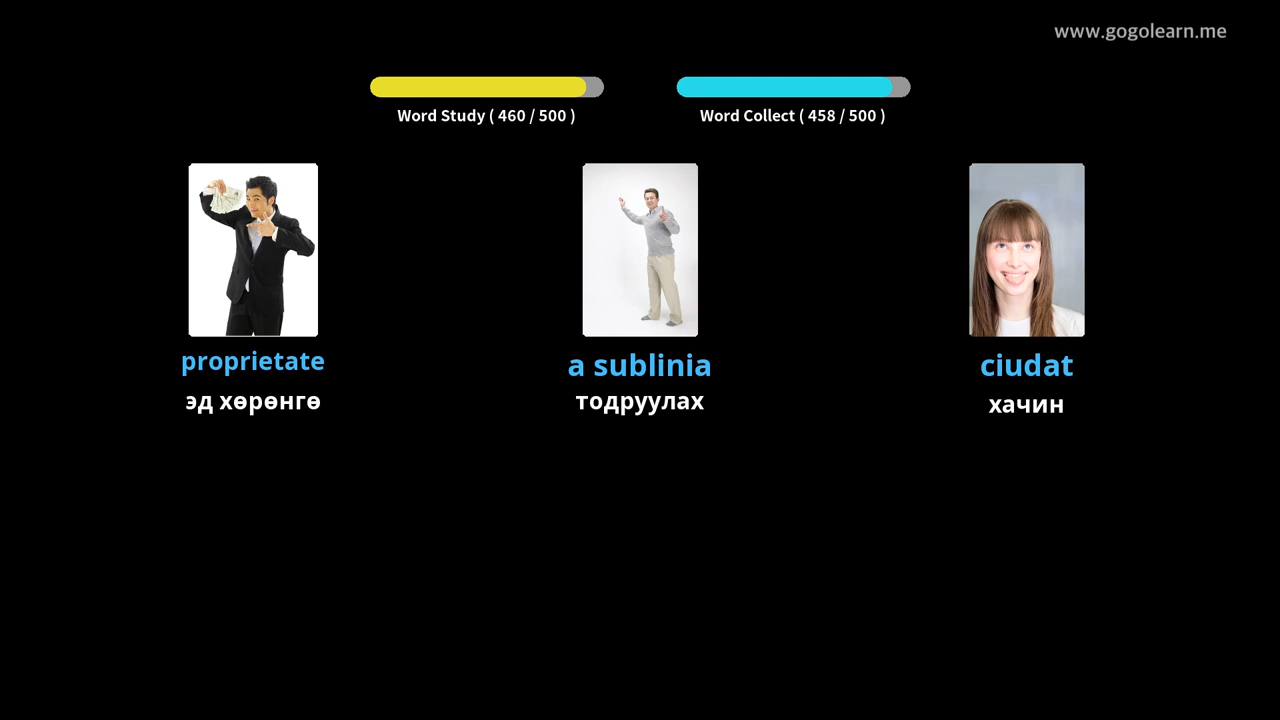 www.gogolearn.me
Word Study ( 460 / 500 )
Word Collect ( 458 / 500 )
proprietate
a sublinia
ciudat
эд хөрөнгө
тодруулах
хачин